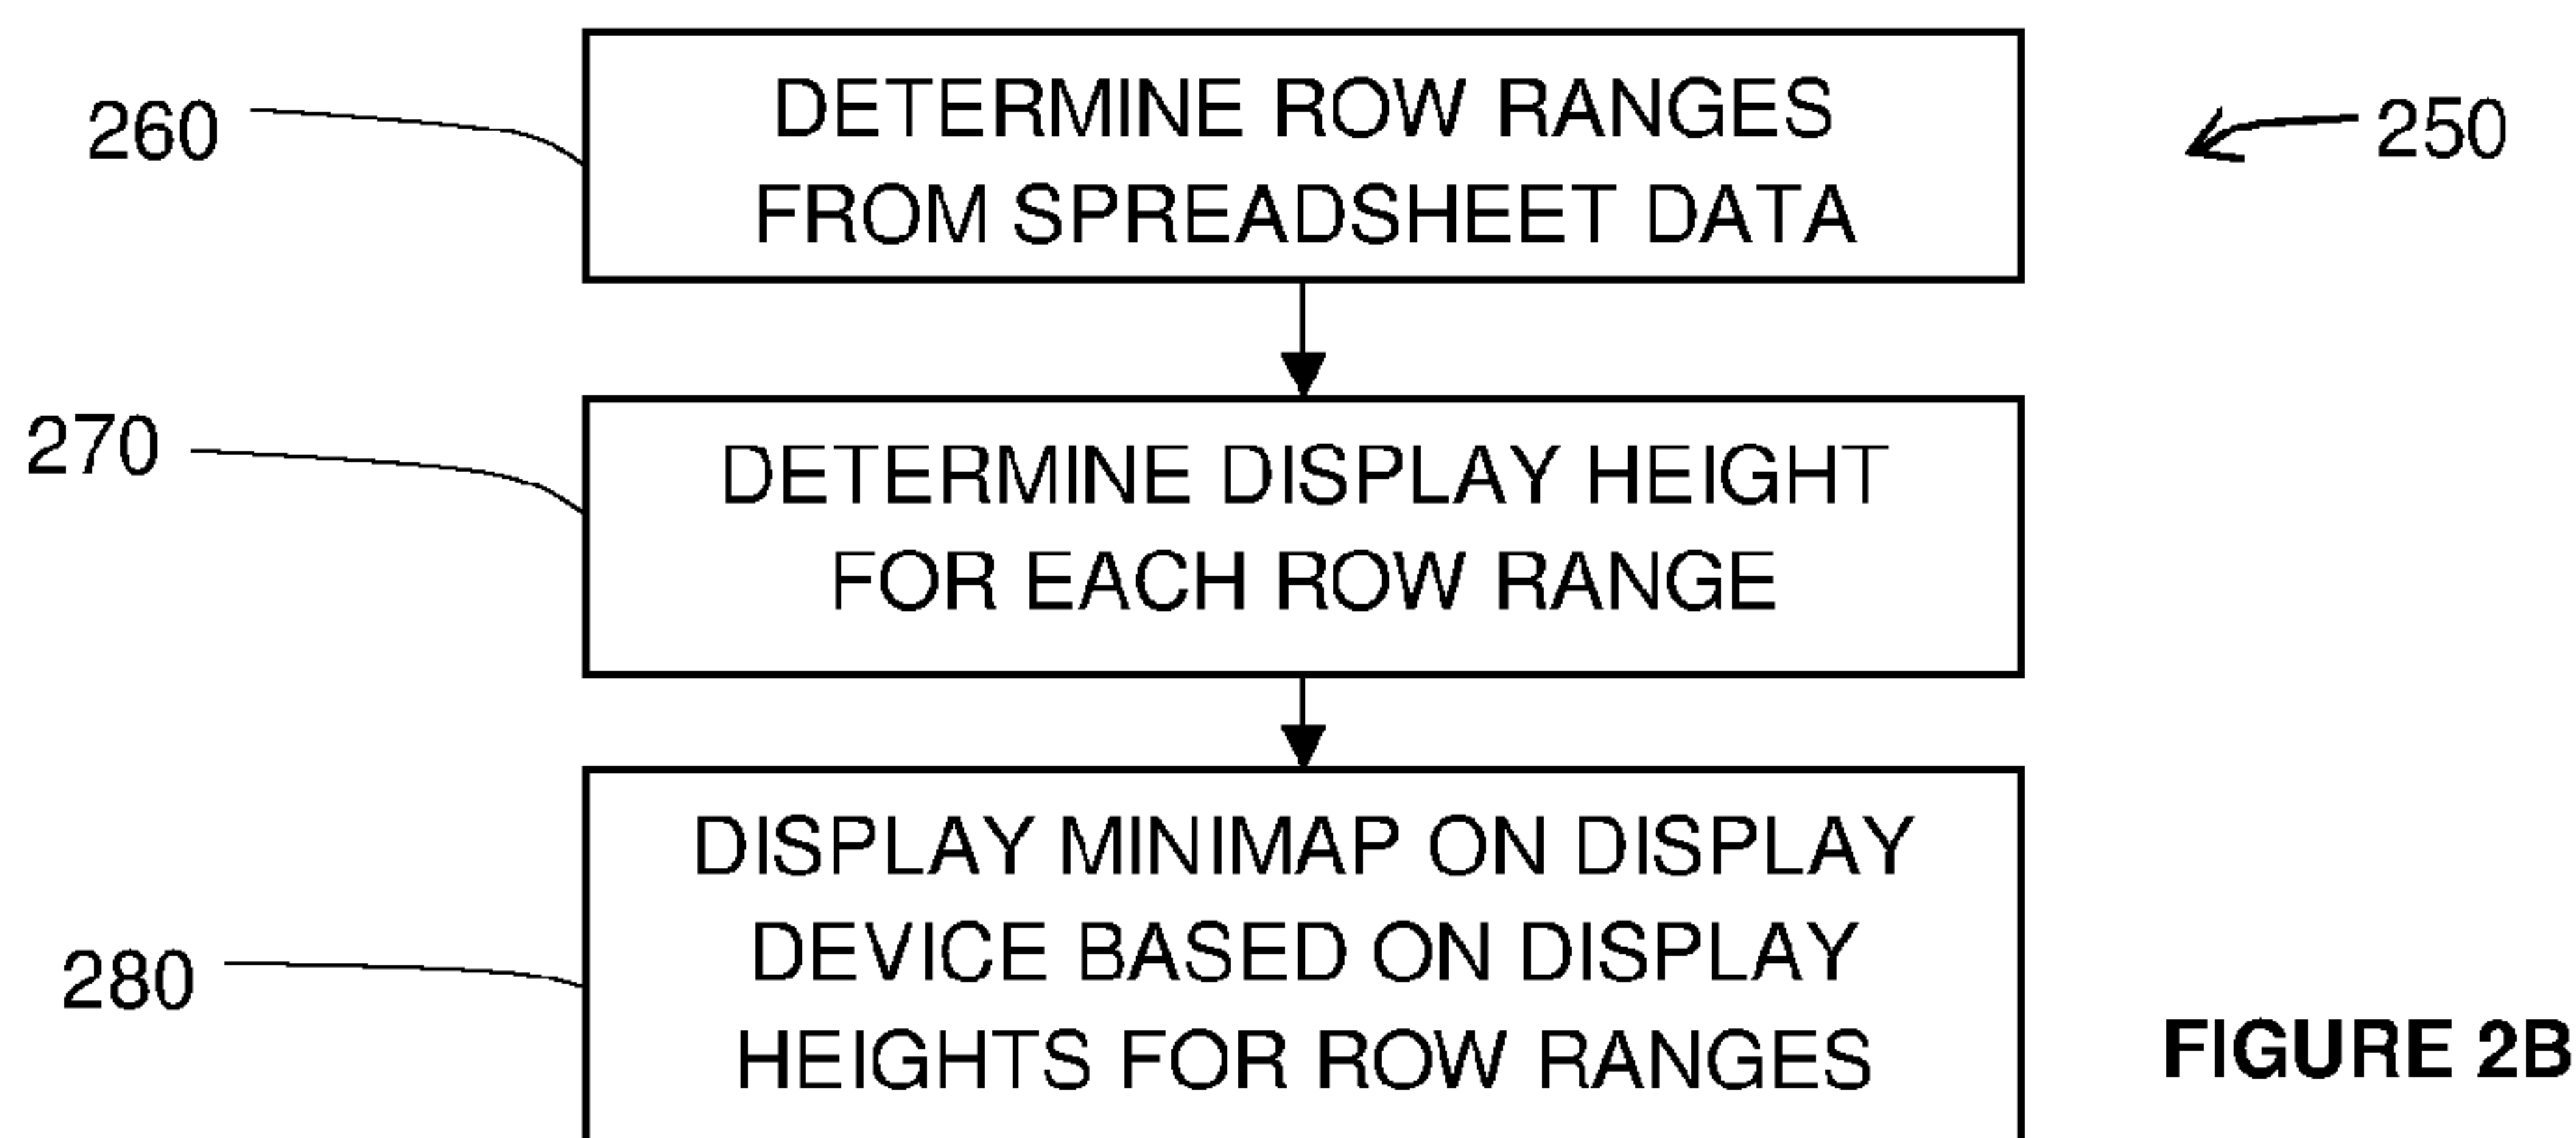 260
DETERMINE ROW RANGES
FROM SPREADSHEET DATA
250
270
DETERMINE DISPLAY HEIGHT
FOR EACH ROW RANGE
280
DISPLAY MINIMAP ON DISPLAY
DEVICE BASED ON DISPLAY
HEIGHTS FOR ROW RANGES
FIGURE 2B